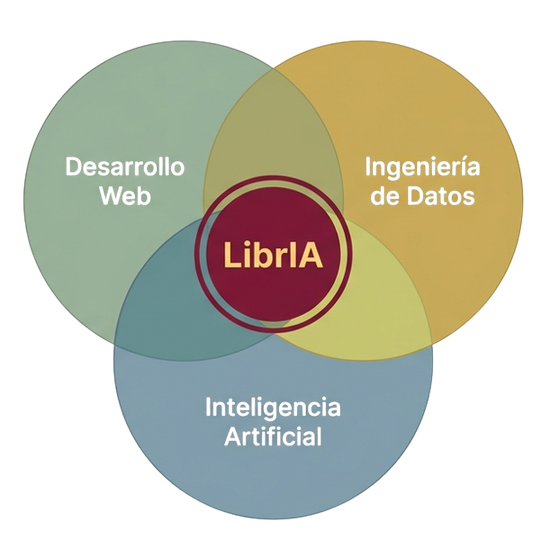 Desarrollo
Web
Ingeniería
de Datos
LibrIA
Inteligencia
Artificial